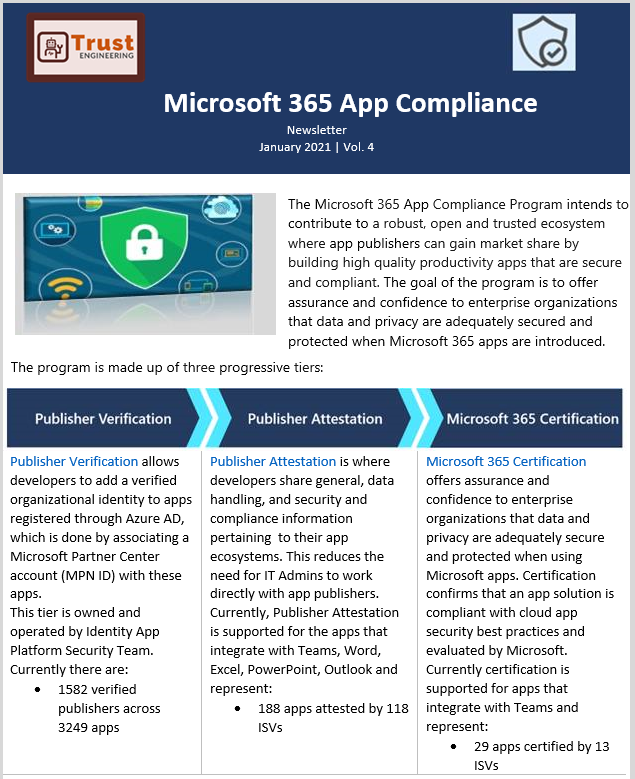 Trust
ENGINEERING
Microsoft 365 App Compliance
Newsletter
January 2021 | Vol. 4
The Microsoft 365 App Compliance Program intends to
contribute to a robust, open and trusted ecosystem
where app publishers can gain market share by
building high quality productivity apps that are secure
and compliant. The goal of the program is to offer
assurance and confidence to enterprise organizations
that data and privacy are adequately secured and
protected when Microsoft 365 apps are introduced.
The program is made up of three progressive tiers:
Publisher Verification
Publisher Attestation
Microsoft 365 Certification
Publisher Verification allows
developers to add a verified
organizational identity to apps
registered through Azure AD,
which is done by associating a
Microsoft Partner Center
account (MPN ID) with these
apps.
This tier is owned and
operated by Identity App
Platform Security Team.
Currently there are:
• 1582 verified
publishers across
3249 apps
Publisher Attestation is where
developers share general, data
handling, and security and
compliance information
pertaining  to their app
ecosystems. This reduces the
need for IT Admins to work
directly with app publishers.
Currently, Publisher Attestation
is supported for the apps that
integrate with Teams, Word,
Excel, PowerPoint, Outlook and
represent:
• 188 apps attested by 118
ISVs
Microsoft 365 Certification
offers assurance and
confidence to enterprise
organizations that data and
privacy are adequately secure
and protected when using
Microsoft apps. Certification
confirms that an app solution is
compliant with cloud app
security best practices and
evaluated by Microsoft.
Currently certification is
supported for apps that
integrate with Teams and
represent:
• 29 apps certified by 13
ISVs